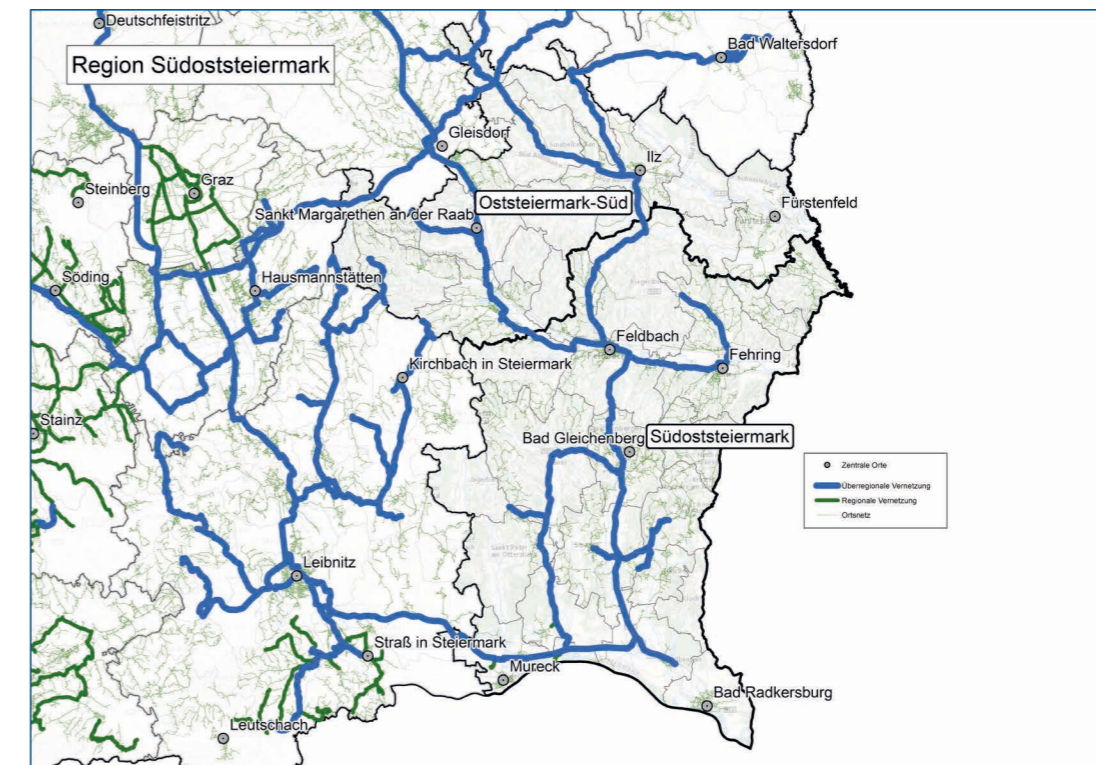 Deutschfeistritz
Region Südoststeiermark
Bad Waltersdorf
Gleisdorf
Ilz
Steinberg
Graz
Oststeiermark-Süd
Fürstenfeld
Sankt Margarethen an der Raab
Söding
Hausmannstätten
Feldbach
Fehring
Kirchbach in Steiermark
Stainz
Bad Gleichenberg
Südoststeiermark
Zentrale Orte
Überregionale Vernetzung
Regionale Vernetzung
Ortsnetz
Leibnitz
Straß in Steiermark
Mureck
Bad Radkersburg
Leutschach